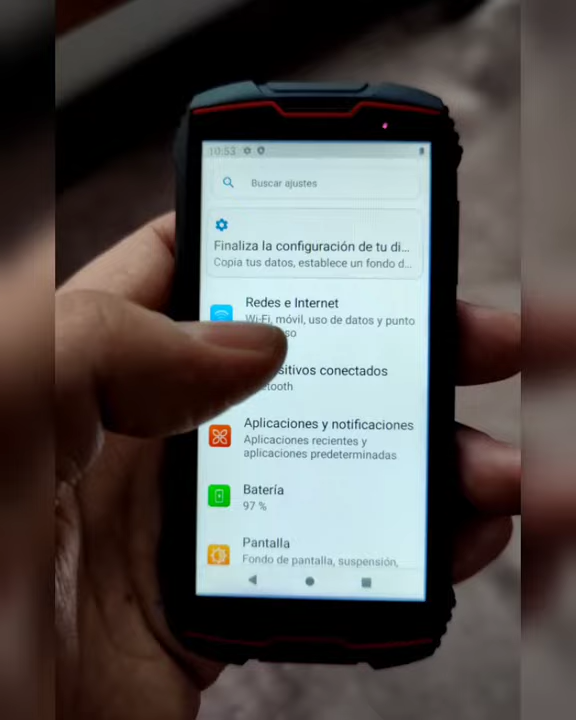 10:53
Buscar ajustes
Finaliza la configuración de tu di...
Copia tus datos, establece un fondo d...
Redes e Internet
Wi-Fi, móvil, uso de datos y punto
conectados
Aplicaciones y notificaciones
Aplicaciones recientes y
aplicaciones predeterminadas
Batería
97 %
Pantalla
Fondo de pantalla, suspensión,